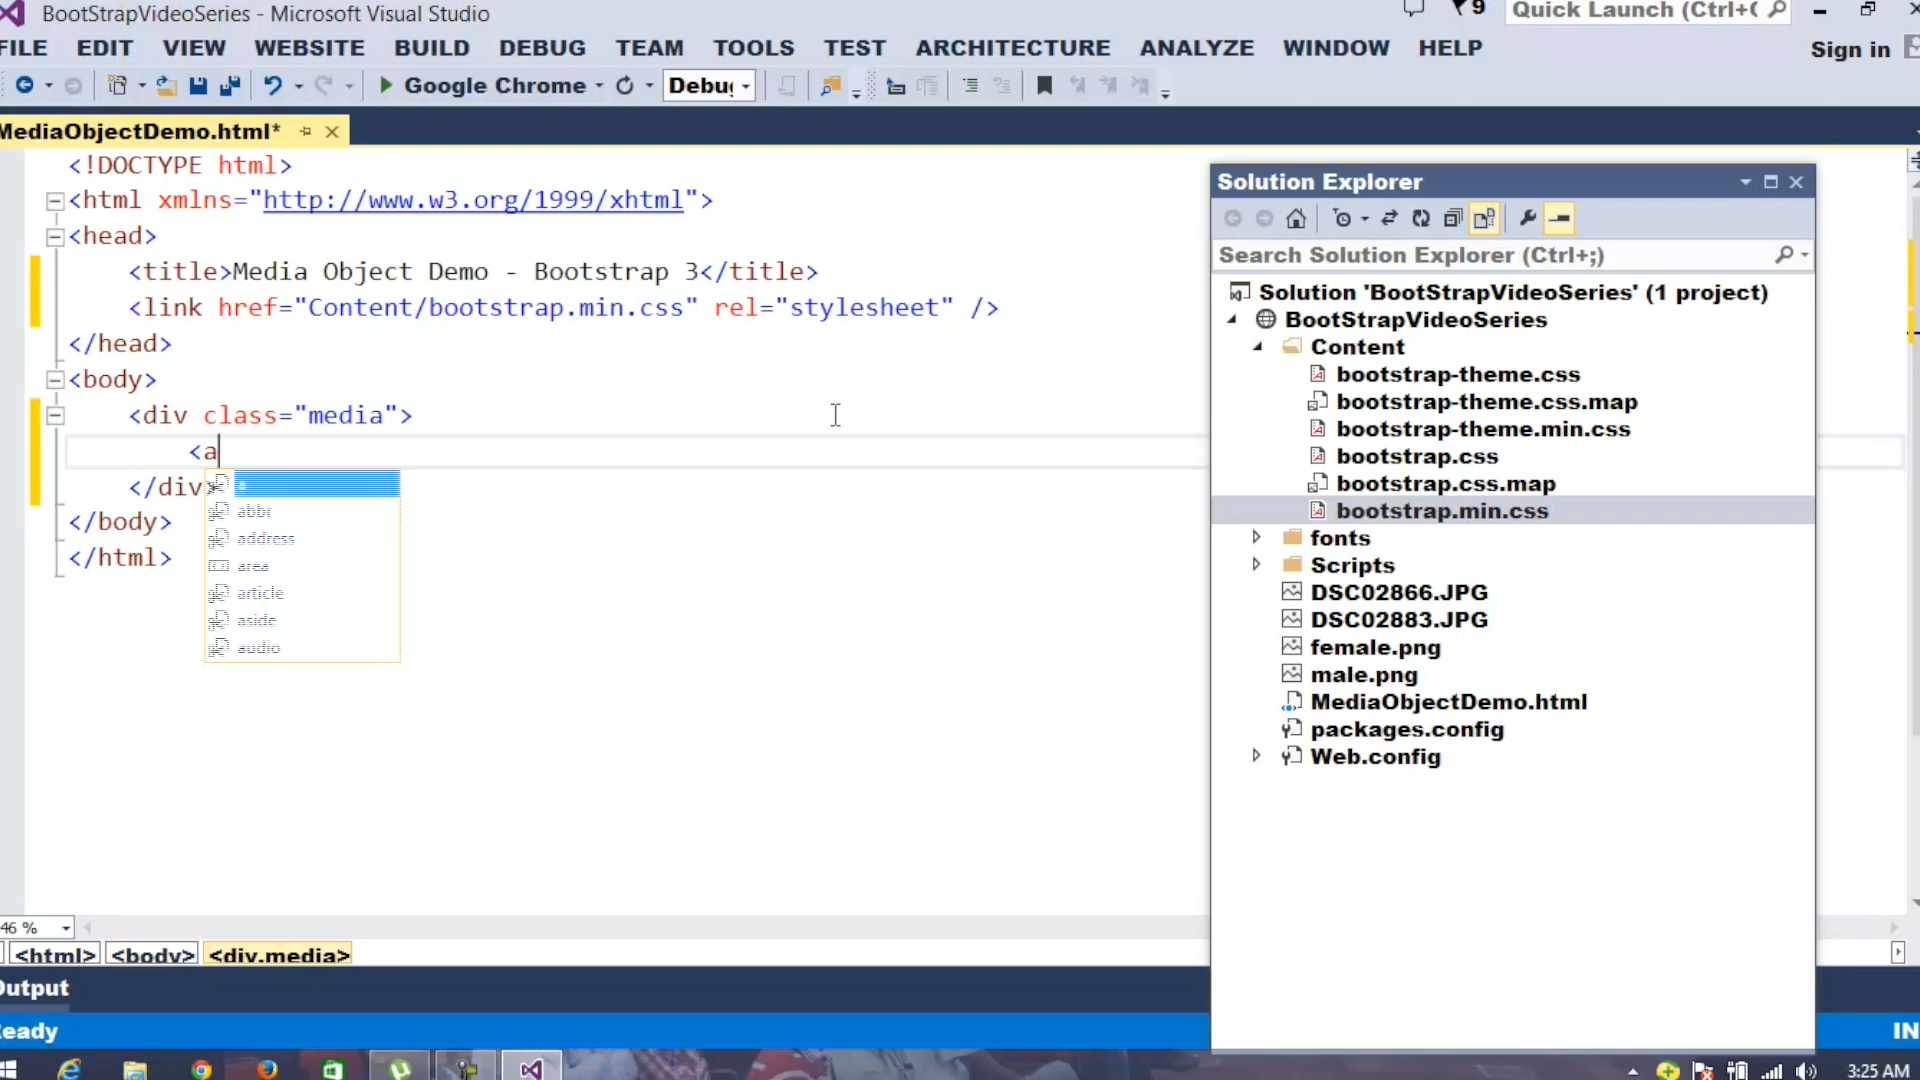 BootStrapVideoSeries - Microsoft Visual Studio
9
Quick Launch (Ctrl+(
FILE EDIT VIEW WEBSITE BUILD DEBUG TEAM TOOLS TEST ARCHITECTURE ANALYZE WINDOW HELP
Sign in
Google Chrome
Debug
MediaObjectDemo.html*
<!DOCTYPE html>
<html xmlns="http://www.w3.org/1999/xhtml">
<head>
<title>Media Object Demo - Bootstrap 3</title>
<link href="Content/bootstrap.min.css" rel="stylesheet" />
</head>
<body>
<div class="media">
<a
</div>
</body>
</html>
a
abbr
address
area
article
aside
audio
Solution Explorer
Search Solution Explorer (Ctrl+;)
Solution 'BootStrapVideoSeries' (1 project)
BootStrapVideoSeries
Content
bootstrap-theme.css
bootstrap-theme.css.map
bootstrap-theme.min.css
bootstrap.css
bootstrap.css.map
bootstrap.min.css
fonts
Scripts
DSC02866.JPG
DSC02883.JPG
female.png
male.png
MediaObjectDemo.html
packages.config
Web.config
46 %
<html> <body> <div.media>
Output
Ready
IN
3:25 AM